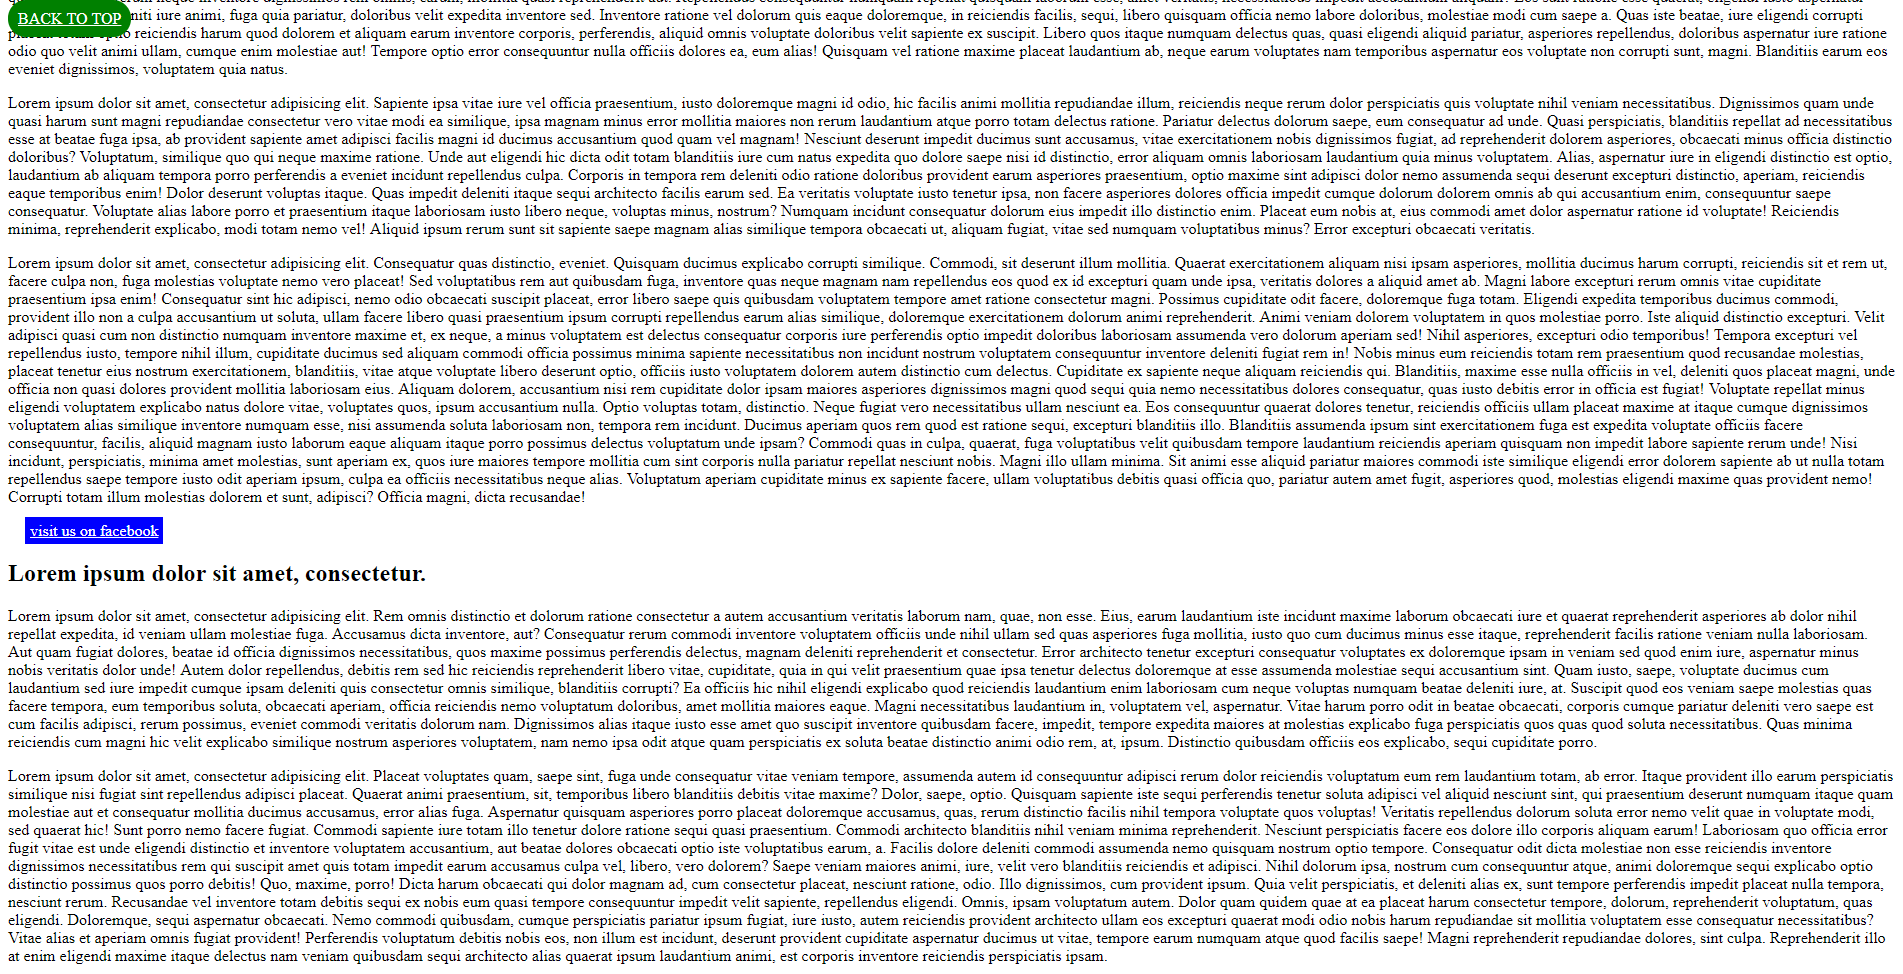 BACK TO TOP
niti iure animi, fuga quia pariatur, doloribus velit expedita inventore sed. Inventore ratione vel dolorum quis eaque doloremque, in reiciendis facilis, sequi, libero quisquam officia nemo labore doloribus, molestiae modi cum saepe a. Quas iste beatae, iure eligendi corrupti
reiciendis harum quod dolorem et aliquam earum inventore corporis, perferendis, aliquid omnis voluptate doloribus velit sapiente ex suscipit. Libero quos itaque numquam delectus quas, quasi eligendi aliquid pariatur, asperiores repellendus, doloribus aspernatur iure ratione
odio quo velit animi ullam, cumque enim molestiae aut! Tempore optio error consequuntur nulla officiis dolores ea, eum alias! Quisquam vel ratione maxime placeat laudantium ab, neque earum voluptates nam temporibus aspernatur eos voluptate non corrupti sunt, magni. Blanditiis earum eos
eveniet dignissimos, voluptatem quia natus.
Lorem ipsum dolor sit amet, consectetur adipisicing elit. Sapiente ipsa vitae iure vel officia praesentium, iusto doloremque magni id odio, hic facilis animi mollitia repudiandae illum, reiciendis neque rerum dolor perspiciatis quis voluptate nihil veniam necessitatibus. Dignissimos quam unde
quasi harum sunt magni repudiandae consectetur vero vitae modi ea similique, ipsa magnam minus error mollitia maiores non rerum laudantium atque porro totam delectus ratione. Pariatur delectus dolorum saepe, eum consequatur ad unde. Quasi perspiciatis, blanditiis repellat ad necessitatibus
esse at beatae fuga ipsa, ab provident sapiente amet adipisci facilis magni id ducimus accusantium quod quam vel magnam! Nesciunt deserunt impedit ducimus sunt accusamus, vitae exercitationem nobis dignissimos fugiat, ad reprehenderit dolorem asperiores, obcaecati minus officia distinctio
doloribus? Voluptatum, similique quo qui neque maxime ratione. Unde aut eligendi hic dicta odit totam blanditiis iure cum natus expedita quo dolore saepe nisi id distinctio, error aliquam omnis laboriosam laudantium quia minus voluptatem. Alias, aspernatur iure in eligendi distinctio est optio,
laudantium ab aliquam tempora porro perferendis a eveniet incidunt repellendus culpa. Corporis in tempora rem deleniti odio ratione doloribus provident earum asperiores praesentium, optio maxime sint adipisci dolor nemo assumenda sequi deserunt excepturi distinctio, aperiam, reiciendis
eaque temporibus enim! Dolor deserunt voluptas itaque. Quas impedit deleniti itaque sequi architecto facilis earum sed. Ea veritatis voluptate iusto tenetur ipsa, non facere asperiores dolores officia impedit cumque dolorum dolorem omnis ab qui accusantium enim, consequuntur saepe
consequatur. Voluptate alias labore porro et praesentium itaque laboriosam iusto libero neque, voluptas minus, nostrum? Numquam incidunt consequatur dolorum eius impedit illo distinctio enim. Placeat eum nobis at, eius commodi amet dolor aspernatur ratione id voluptate! Reiciendis
minima, reprehenderit explicabo, modi totam nemo vel! Aliquid ipsum rerum sunt sit sapiente saepe magnam alias similique tempora obcaecati ut, aliquam fugiat, vitae sed numquam voluptatibus minus? Error excepturi obcaecati veritatis.
Lorem ipsum dolor sit amet, consectetur adipisicing elit. Consequatur quas distinctio, eveniet. Quisquam ducimus explicabo corrupti similique. Commodi, sit deserunt illum mollitia. Quaerat exercitationem aliquam nisi ipsam asperiores, mollitia ducimus harum corrupti, reiciendis sit et rem ut,
facere culpa non, fuga molestias voluptate nemo vero placeat! Sed voluptatibus rem aut quibusdam fuga, inventore quas neque magnam nam repellendus eos quod ex id excepturi quam unde ipsa, veritatis dolores a aliquid amet ab. Magni labore excepturi rerum omnis vitae cupiditate
praesentium ipsa enim! Consequatur sint hic adipisci, nemo odio obcaecati suscipit placeat, error libero saepe quis quibusdam voluptatem tempore amet ratione consectetur magni. Possimus cupiditate odit facere, doloremque fuga totam. Eligendi expedita temporibus ducimus commodi,
provident illo non a culpa accusantium ut soluta, ullam facere libero quasi praesentium ipsum corrupti repellendus earum alias similique, doloremque exercitationem dolorum animi reprehenderit. Animi veniam dolorem voluptatem in quos molestiae porro. Iste aliquid distinctio excepturi. Velit
adipisci quasi cum non distinctio numquam inventore maxime et, ex neque, a minus voluptatem est delectus consectetur corporis iure perferendis optio impedit doloribus laboriosam assumenda vero dolorum aperiam sed! Nihil asperiores, excepturi odio temporibus! Tempora excepturi vel
repellendus iusto, tempore nihil illum, cupiditate ducimus sed aliquam commodi officia possimus minima sapiente necessitatibus non incidunt nostrum voluptatem consequuntur inventore deleniti fugiat rem in! Nobis minus eum reiciendis totam rem praesentium quod recusandae molestias,
placeat tenetur eius nostrum exercitationem, blanditiis, vitae atque voluptate libero deserunt optio, officiis iusto voluptatem dolorem autem distinctio cum delectus. Cupiditate ex sapiente neque aliquam reiciendis qui. Blanditiis, maxime esse nulla officiis in vel, deleniti quos placeat magni, unde
officia non quasi dolores provident mollitia laboriosam eius. Aliquam dolorem, accusantium nisi rem cupiditate dolor ipsam maiores asperiores dignissimos magni quod sequi quia nemo necessitatibus dolores consequatur, quas iusto debitis error in officia est fugiat! Voluptate repellat minus
eligendi voluptatem explicabo natus dolore vitae, voluptates quos, ipsum accusantium nulla. Optio voluptas totam, distinctio. Neque fugiat vero necessitatibus ullam nesciunt ea. Eos consequuntur quaerat dolores tenetur, reiciendis officiis ullam placeat maxime at itaque cumque dignissimos
voluptatem alias similique inventore numquam esse, nisi assumenda soluta laboriosam non, tempora rem incidunt. Ducimus aperiam quos rem quod est ratione sequi, excepturi blanditiis illo. Blanditiis assumenda ipsum sint exercitationem fuga est expedita voluptate officiis facere
consequuntur, facilis, aliquid magnam iusto laborum eaque aliquam itaque porro possimus delectus voluptatum unde ipsam? Commodi quas in culpa, quaerat, fuga voluptatibus velit quibusdam tempore laudantium reiciendis aperiam quisquam non impedit labore sapiente rerum unde! Nisi
incidunt, perspiciatis, minima amet molestias, sunt aperiam ex, quos iure maiores tempore mollitia cum sint corporis nulla pariatur repellat nesciunt nobis. Magni illo ullam minima. Sit animi esse aliquid pariatur maiores commodi iste similique eligendi error dolorem sapiente ab ut nulla totam
repellendus saepe tempore iusto odit aperiam ipsum, culpa ea officiis necessitatibus neque alias. Voluptatum aperiam cupiditate minus ex sapiente facere, ullam voluptatibus debitis quasi officia quo, pariatur autem amet fugit, asperiores quod, molestias eligendi maxime quas provident nemo!
Corrupti totam illum molestias dolorem et sunt, adipisci? Officia magni, dicta recusandae!
visit us on facebook
Lorem ipsum dolor sit amet, consectetur.
Lorem ipsum dolor sit amet, consectetur adipisicing elit. Rem omnis distinctio et dolorum ratione consectetur a autem accusantium veritatis laborum nam, quae, non esse. Eius, earum laudantium iste incidunt maxime laborum obcaecati iure et quaerat reprehenderit asperiores ab dolor nihil
repellat expedita, id veniam ullam molestiae fuga. Accusamus dicta inventore, aut? Consequatur rerum commodi inventore voluptatem officiis unde nihil ullam sed quas asperiores fuga mollitia, iusto quo cum ducimus minus esse itaque, reprehenderit facilis ratione veniam nulla laboriosam.
Aut quam fugiat dolores, beatae id officia dignissimos necessitatibus, quos maxime possimus perferendis delectus, magnam deleniti reprehenderit et consectetur. Error architecto tenetur excepturi consequatur voluptates ex doloremque ipsam in veniam sed quod enim iure, aspernatur minus
nobis veritatis dolor unde! Autem dolor repellendus, debitis rem sed hic reiciendis reprehenderit libero vitae, cupiditate, quia in qui velit praesentium quae ipsa tenetur delectus doloremque at esse assumenda molestiae sequi accusantium sint. Quam iusto, saepe, voluptate ducimus cum
laudantium sed iure impedit cumque ipsam deleniti quis consectetur omnis similique, blanditiis corrupti? Ea officiis hic nihil eligendi explicabo quod reiciendis laudantium enim laboriosam cum neque voluptas numquam beatae deleniti iure, at. Suscipit quod eos veniam saepe molestias quas
facere tempora, eum temporibus soluta, obcaecati aperiam, officia reiciendis nemo voluptatum doloribus, amet mollitia maiores eaque. Magni necessitatibus laudantium in, voluptatem vel, aspernatur. Vitae harum porro odit in beatae obcaecati, corporis cumque pariatur deleniti vero saepe est
cum facilis adipisci, rerum possimus, eveniet commodi veritatis dolorum nam. Dignissimos alias itaque iusto esse amet quo suscipit inventore quibusdam facere, impedit, tempore expedita maiores at molestias explicabo fuga perspiciatis quos quas quod soluta necessitatibus. Quas minima
reiciendis cum magni hic velit explicabo similique nostrum asperiores voluptatem, nam nemo ipsa odit atque quam perspiciatis ex soluta beatae distinctio animi odio rem, at, ipsum. Distinctio quibusdam officiis eos explicabo, sequi cupiditate porro.
Lorem ipsum dolor sit amet, consectetur adipisicing elit. Placeat voluptates quam, saepe sint, fuga unde consequatur vitae veniam tempore, assumenda autem id consequuntur adipisci rerum dolor reiciendis voluptatum eum rem laudantium totam, ab error. Itaque provident illo earum perspiciatis
similique nisi fugiat sint repellendus adipisci placeat. Quaerat animi praesentium, sit, temporibus libero blanditiis debitis vitae maxime? Dolor, saepe, optio. Quisquam sapiente iste sequi perferendis tenetur soluta adipisci vel aliquid nesciunt sint, qui praesentium deserunt numquam itaque quam
molestiae aut et consequatur mollitia ducimus accusamus, error alias fuga. Aspernatur quisquam asperiores porro placeat doloremque accusamus, quas, rerum distinctio facilis nihil tempora voluptate quos voluptas! Veritatis repellendus dolorum soluta error nemo velit quae in voluptate modi,
sed quaerat hic! Sunt porro nemo facere fugiat. Commodi sapiente iure totam illo tenetur dolore ratione sequi quasi praesentium. Commodi architecto blanditiis nihil veniam minima reprehenderit. Nesciunt perspiciatis facere eos dolore illo corporis aliquam earum! Laboriosam quo officia error
fugit vitae est unde eligendi distinctio et inventore voluptatem accusantium, aut beatae dolores obcaecati optio iste voluptatibus earum, a. Facilis dolore deleniti commodi assumenda nemo quisquam nostrum optio tempore. Consequatur odit dicta molestiae non esse reiciendis inventore
dignissimos necessitatibus rem qui suscipit amet quis totam impedit earum accusamus culpa vel, libero, vero dolorem? Saepe veniam maiores animi, iure, velit vero blanditiis reiciendis et adipisci. Nihil dolorum ipsa, nostrum cum consequuntur atque, animi doloremque sequi explicabo optio
distinctio possimus quos porro debitis! Quo, maxime, porro! Dicta harum obcaecati qui dolor magnam ad, cum consectetur placeat, nesciunt ratione, odio. Illo dignissimos, cum provident ipsum. Quia velit perspiciatis, et deleniti alias ex, sunt tempore perferendis impedit placeat nulla tempora,
nesciunt rerum. Recusandae vel inventore totam debitis sequi ex nobis eum quasi tempore consequuntur impedit velit sapiente, repellendus eligendi. Omnis, ipsam voluptatum autem. Dolor quam quidem quae at ea placeat harum consectetur tempore, dolorum, reprehenderit voluptatum, quas
eligendi. Doloremque, sequi aspernatur obcaecati. Nemo commodi quibusdam, cumque perspiciatis pariatur ipsum fugiat, iure iusto, autem reiciendis provident architecto ullam eos excepturi quaerat modi odio nobis harum repudiandae sit mollitia voluptatem esse consequatur necessitatibus?
Vitae alias et aperiam omnis fugiat provident! Perferendis voluptatum debitis nobis eos, non illum est incidunt, deserunt provident cupiditate aspernatur ducimus ut vitae, tempore earum numquam atque quod facilis saepe! Magni reprehenderit repudiandae dolores, sint culpa. Reprehenderit illo
at enim eligendi maxime itaque delectus nam veniam quibusdam sequi architecto alias quaerat ipsum laudantium animi, est corporis inventore reiciendis perspiciatis ipsam.